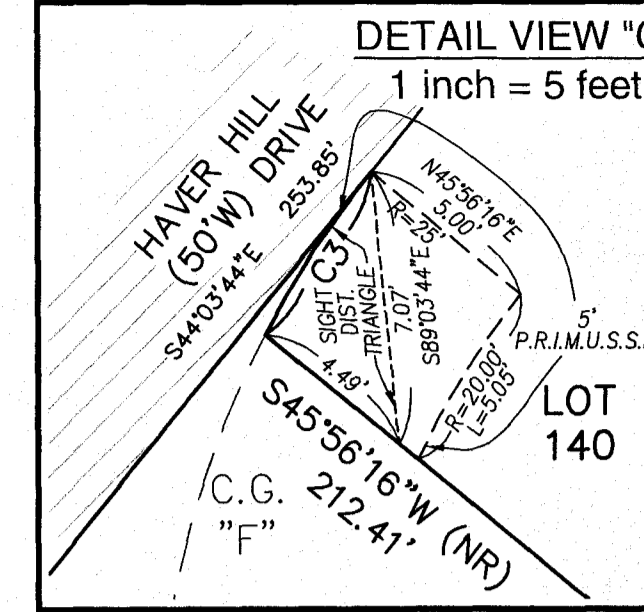 DETAIL VIEW "
1 inch = 5 feet
HAVER HILL
(50'W) DRIVE
S44°03'44"E 253.85'
C3
SIGHT
DIST.
TRIANGLE
7.07'
S89°03'44"E
N45°56'16"E
5.00'
R=25'
5'
P.R.I.M.U.S.S.
R=20.00'
L=5.05'
LOT
140
4.49'
S45°56'16"W (NR)
212.41'
C.G.
"F"